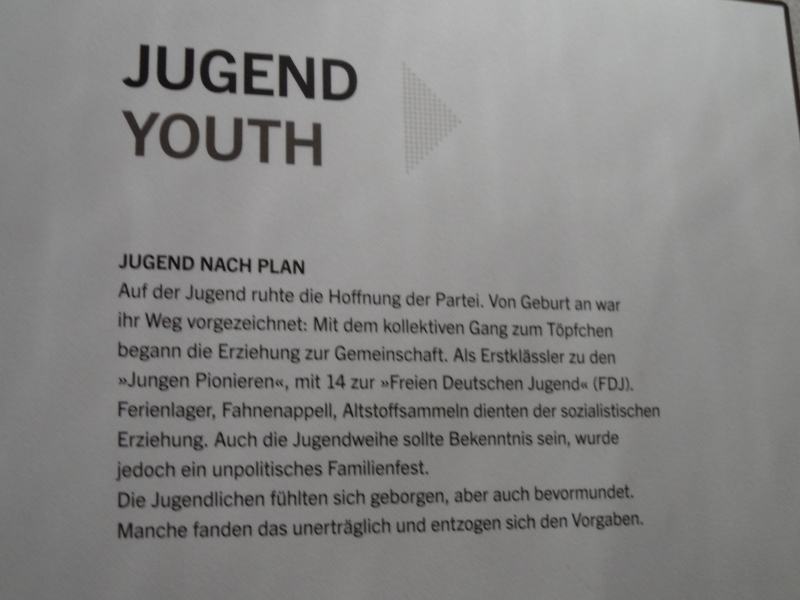 JUGEND
YOUTH
JUGEND NACH PLAN
Auf der Jugend ruhte die Hoffnung der Partei. Von Geburt an war
ihr Weg vorgezeichnet: Mit dem kollektiven Gang zum Töpfchen
begann die Erziehung zur Gemeinschaft. Als Erstklässler zu den
»Jungen Pionieren«, mit 14 zur »Freien Deutschen Jugend« (FDJ).
Ferienlager, Fahnenappell, Altstoffsammeln dienten der sozialistischen
Erziehung. Auch die Jugendweihe sollte Bekenntnis sein, wurde
jedoch ein unpolitisches Familienfest.
Die Jugendlichen fühlten sich geborgen, aber auch bevormundet.
Manche fanden das unerträglich und entzogen sich den Vorgaben.